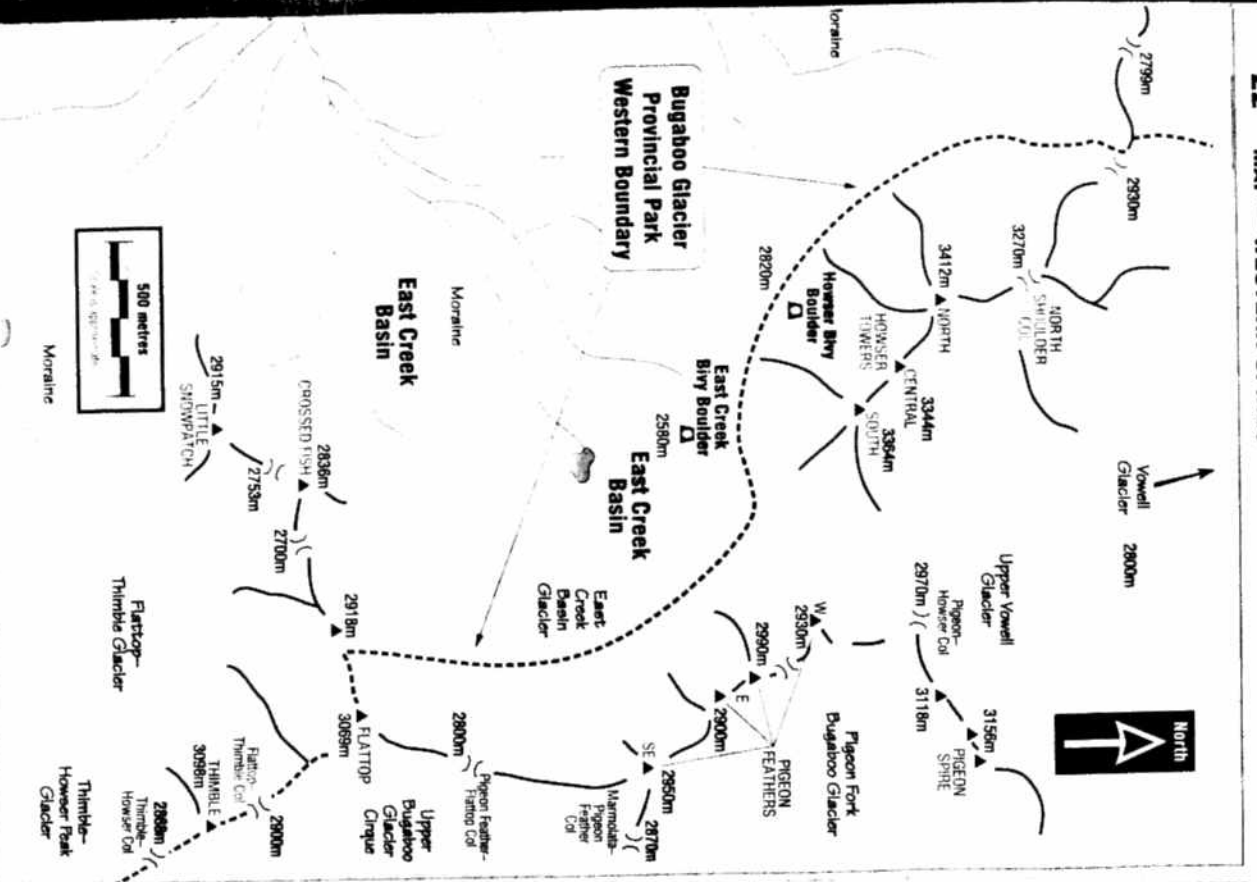 2799m
2930m
Moraine
North
Vowell
Glacier
2800m
3270m
NORTH
SHOULDER
COL
Bugaboo Glacier
Provincial Park
Western Boundary
3412m
NORTH
HOWSER
TOWERS
CENTRAL
3344m
SOUTH
3364m
Upper Vowell
Glacier
2970m
Pigeon–
Howser Col
3118m
3156m
PIGEON
SPIRE
2820m
Howser Bivy
Boulder
East Creek
Bivy Boulder
2580m
East Creek
Basin
W
2930m
2990m
E
2900m
PIGEON
FEATHERS
Pigeon Fork
Bugaboo Glacier
SE
2950m
2870m
Marmolata–
Pigeon
Feather
Col
East
Creek
Basin
Glacier
Moraine
East Creek
Basin
2800m
Pigeon Feather–
Flattop Col
Upper
Bugaboo
Glacier
Cirque
FLATTOP
3069m
2918m
2700m
2836m
CROSSED FISH
2753m
2915m
LITTLE
SNOWPATCH
500 metres
Moraine
Flattop–
Thimble Glacier
Flattop–
Thimble Col
2900m
THIMBLE
3098m
2888m
Thimble–
Howser Col
Thimble–
Howser Peak
Glacier